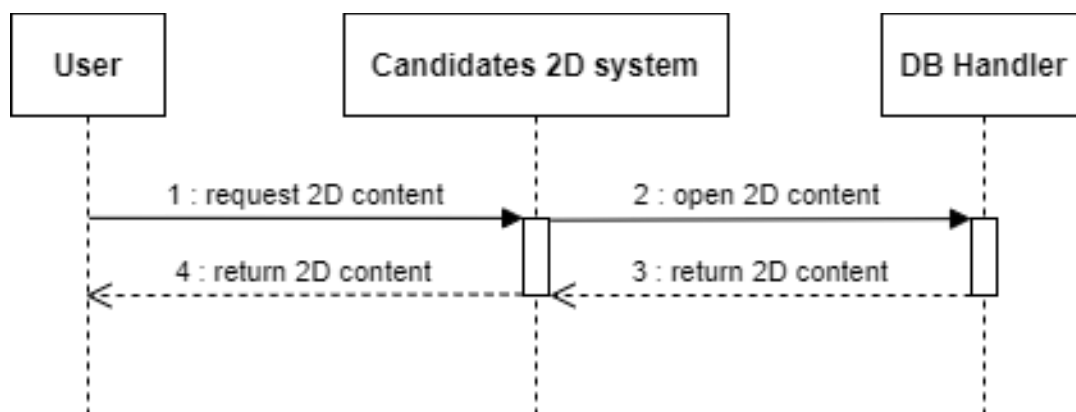 User
Candidates 2D system
DB Handler
1 : request 2D content
2 : open 2D content
4 : return 2D content
3 : return 2D content